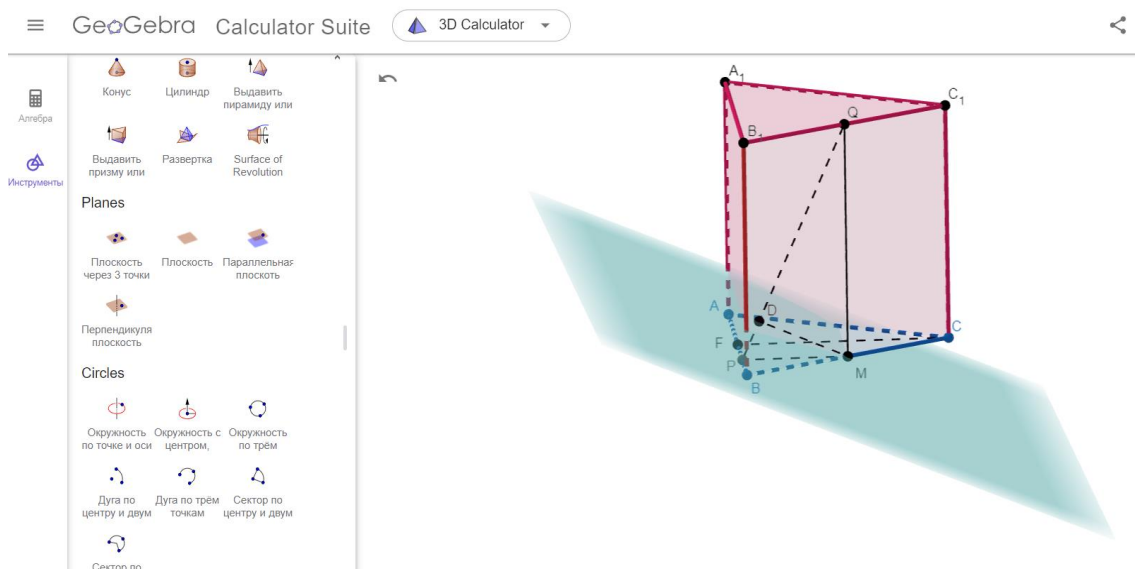 GeoGebra Calculator Suite
3D Calculator
Алгебра
Инструменты
Конус
Цилиндр
Выдавить
пирамиду или
Выдавить
призму или
Развертка
Surface of
Revolution
Planes
Плоскость
через 3 точки
Плоскость
Параллельная
плоскоть
Перпендикуля
плоскость
Circles
Окружность
по точке и оси
Окружность с
центром,
Окружность
по трём
Дуга по
центру и двум
Дуга по трём
точкам
Сектор по
центру и двум
Сектор по
A₁
C₁
Q
B₁
A
D
C
F
P
M
B